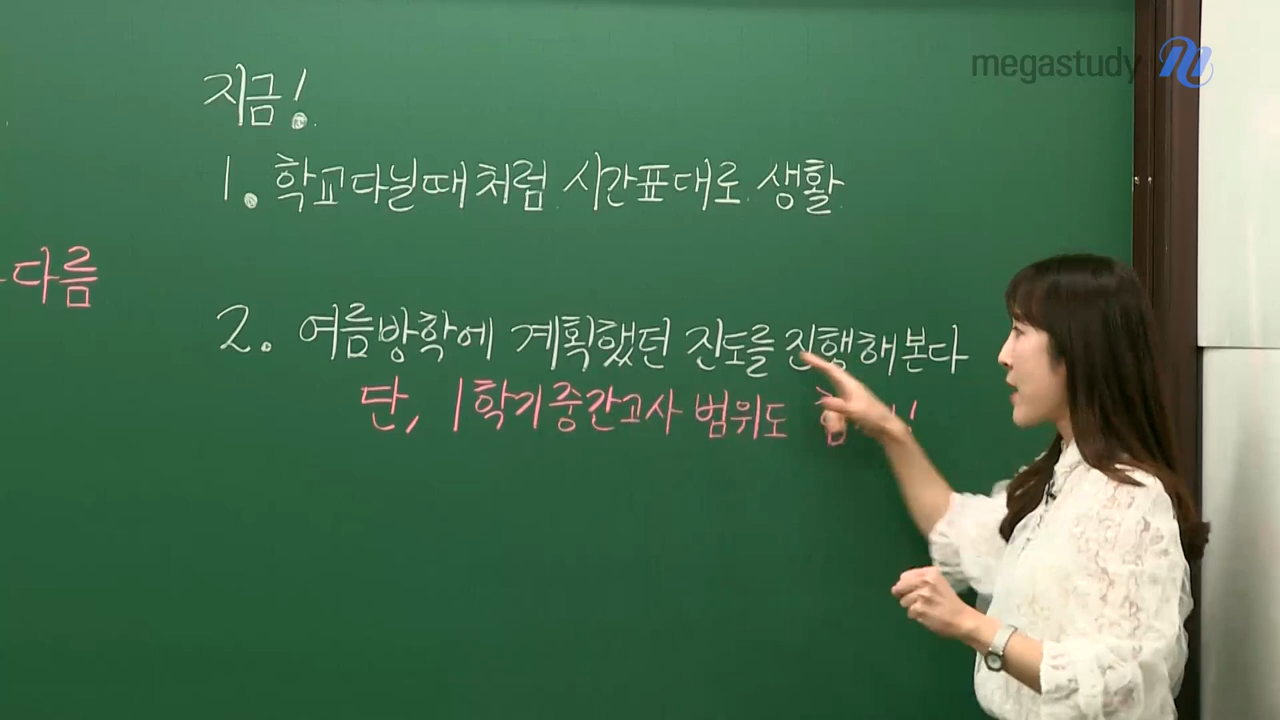 megastudy
지금!
1. 학교다닐때처럼 시간표대로 생활
다름
2. 여름방학에 계획했던 진도를 진행해본다
단, 1학기중간고사 범위도